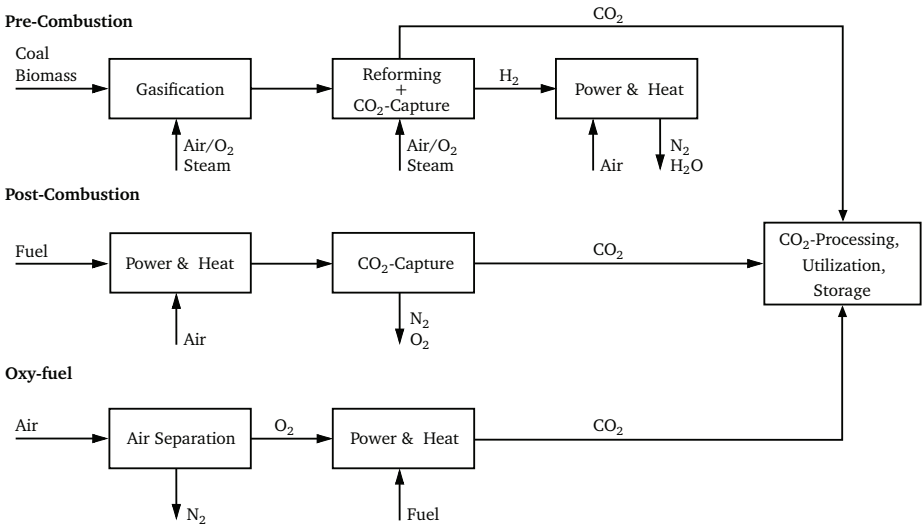 Pre-Combustion
CO₂
Coal
Biomass
Gasification
Reforming
+
CO₂-Capture
H₂
Power & Heat
Air/O₂
Steam
Air/O₂
Steam
Air
N₂
H₂O
Post-Combustion
Fuel
Power & Heat
CO₂-Capture
CO₂
CO₂-Processing,
Utilization,
Storage
Air
N₂
O₂
Oxy-fuel
Air
Air Separation
O₂
Power & Heat
CO₂
N₂
Fuel